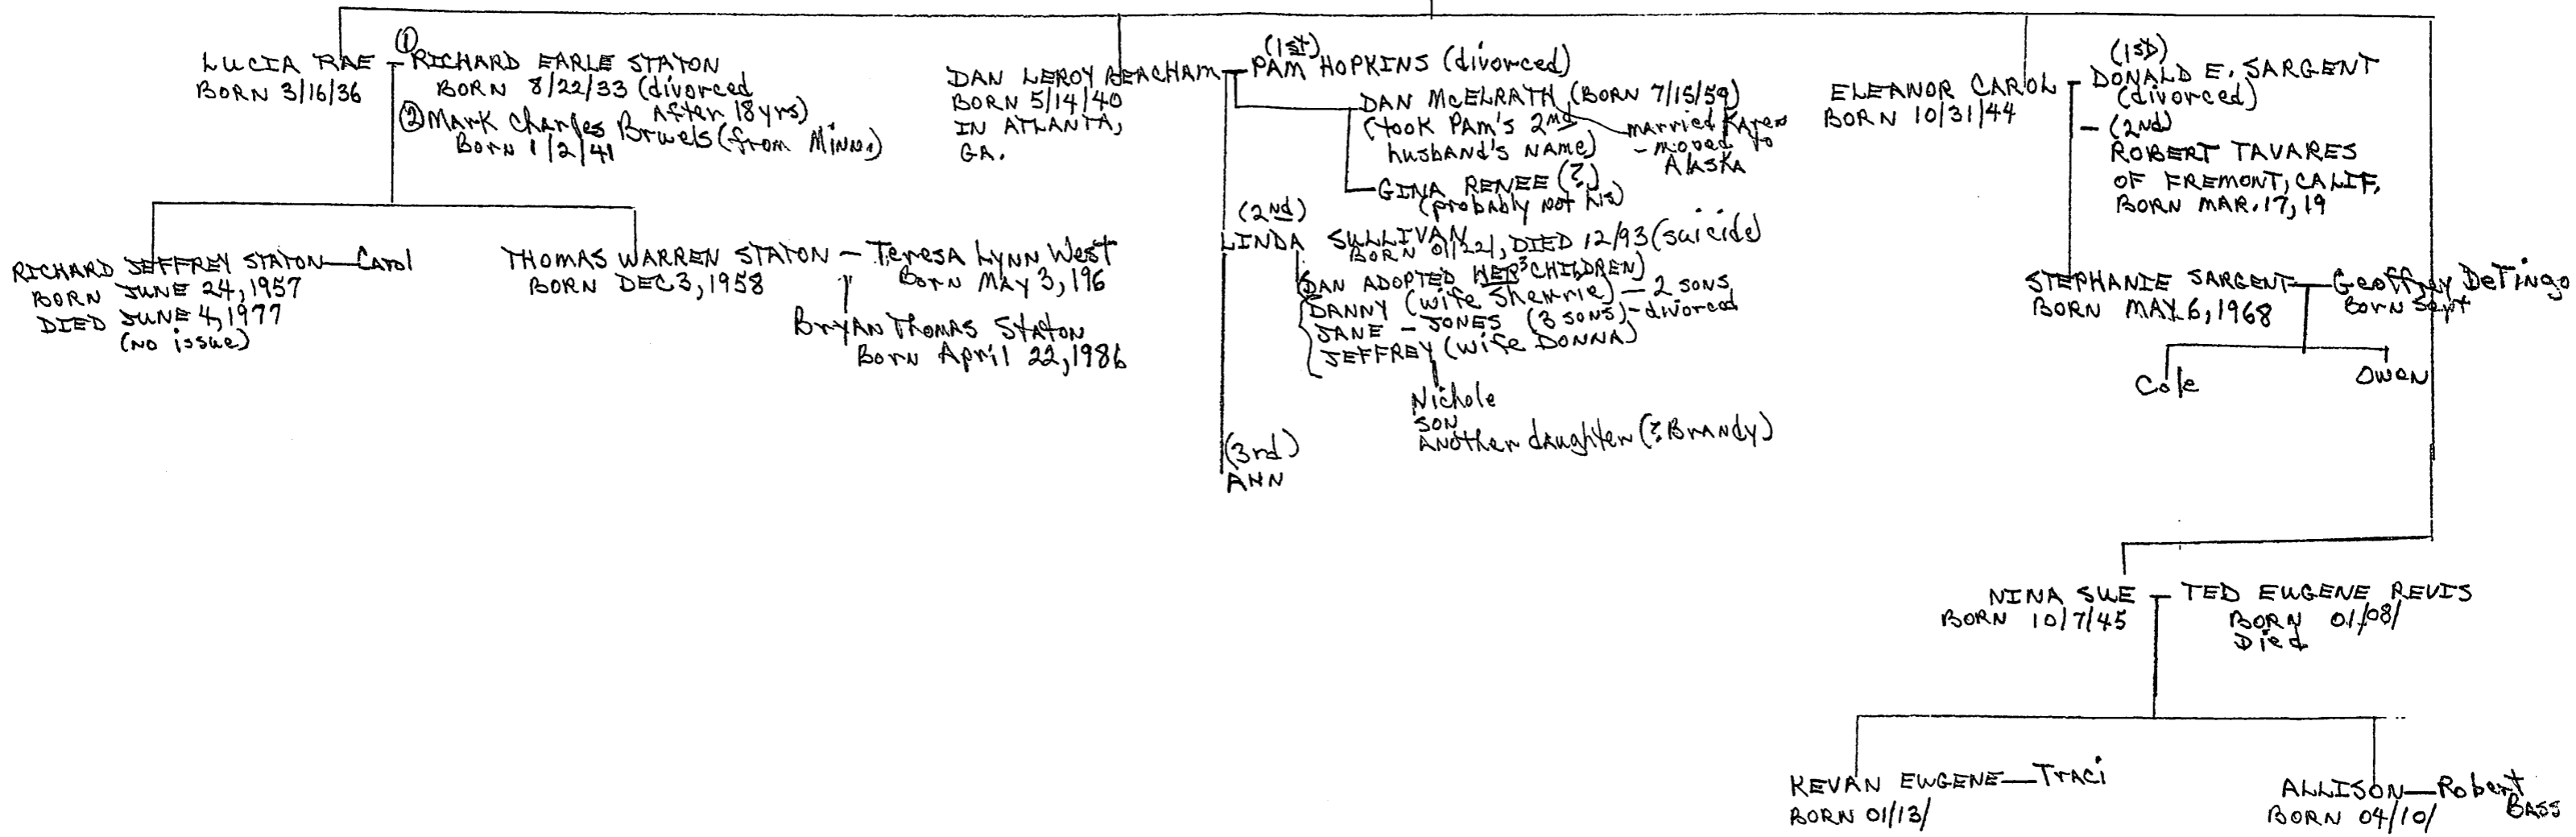 LUCIA RAE
BORN 3/16/36
①
RICHARD EARLE STATON
BORN 8/22/33 (divorced
after 18 yrs)
② Mark Charles Bruels (from Minn.)
Born 1/2/41
RICHARD JEFFREY STATON — Carol
BORN JUNE 24, 1957
DIED JUNE 4, 1977
(NO issue)
THOMAS WARREN STATON — Teresa Lynn West
BORN DEC 3, 1958
Born May 3, 196
Bryan Thomas Staton
Born April 22, 1986
DAN LEROY BEACHAM
BORN 5/14/40
IN ATLANTA,
GA.
(1st)
PAM HOPKINS (divorced)
DAN McELRATH (BORN 7/15/59)
(took PAM'S 2nd
husband's NAME)
married Karen
- moved to
Alaska
GINA RENEE (?)
(probably not his)
(2nd)
LINDA SULLIVAN
BORN 01/22/, DIED 12/93 (suicide)
DAN ADOPTED HER 3 CHILDREN)
DANNY (wife Sherrie) — 2 sons
JANE - JONES (3 sons) - divorced
JEFFREY (wife DONNA)
Nichole
SON
ANOTHER daughter (? Brandy)
(3rd)
ANN
ELEANOR CAROL
BORN 10/31/44
(1st)
DONALD E. SARGENT
(divorced)
— (2nd)
ROBERT TAVARES
OF FREMONT, CALIF.
BORN MAR. 17, 19
STEPHANIE SARGENT — Geoffrey DeTingo
BORN MAY 6, 1968
Born Sept
Cole
Owen
NINA SUE — TED EUGENE REVIS
BORN 10/7/45
BORN 01/08/
Died
KEVAN EUGENE — Traci
BORN 01/13/
ALLISON — Robert
Bass
BORN 04/10/